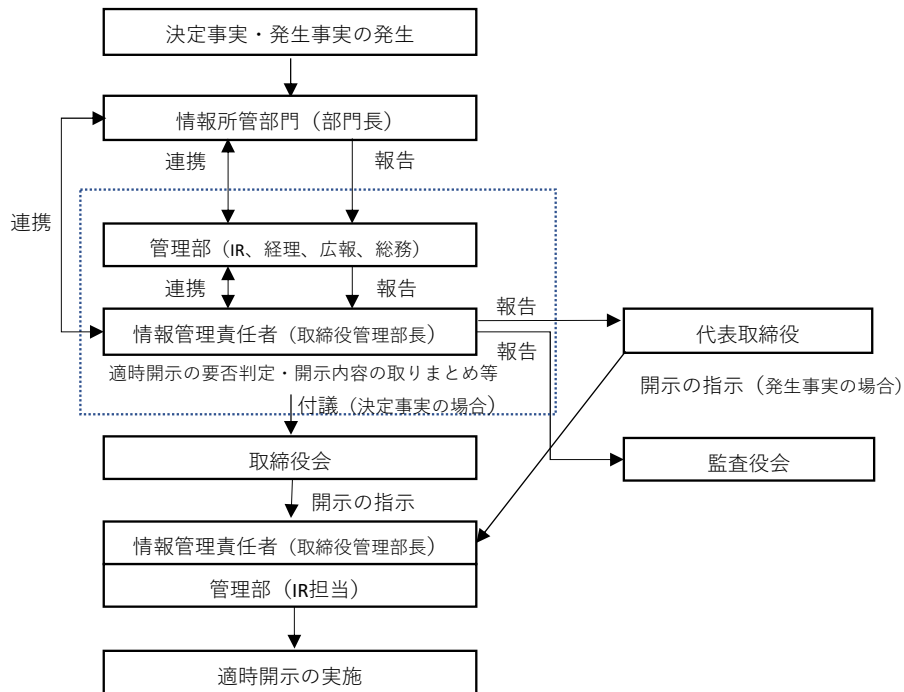 決定事実・発生事実の発生
情報所管部門（部門長）
連携
報告
連携
管理部（IR、経理、広報、総務）
連携
報告
情報管理責任者（取締役管理部長）
報告
報告
代表取締役
適時開示の要否判定・開示内容の取りまとめ等
開示の指示（発生事実の場合）
付議（決定事実の場合）
取締役会
監査役会
開示の指示
情報管理責任者（取締役管理部長）
管理部（IR担当）
適時開示の実施